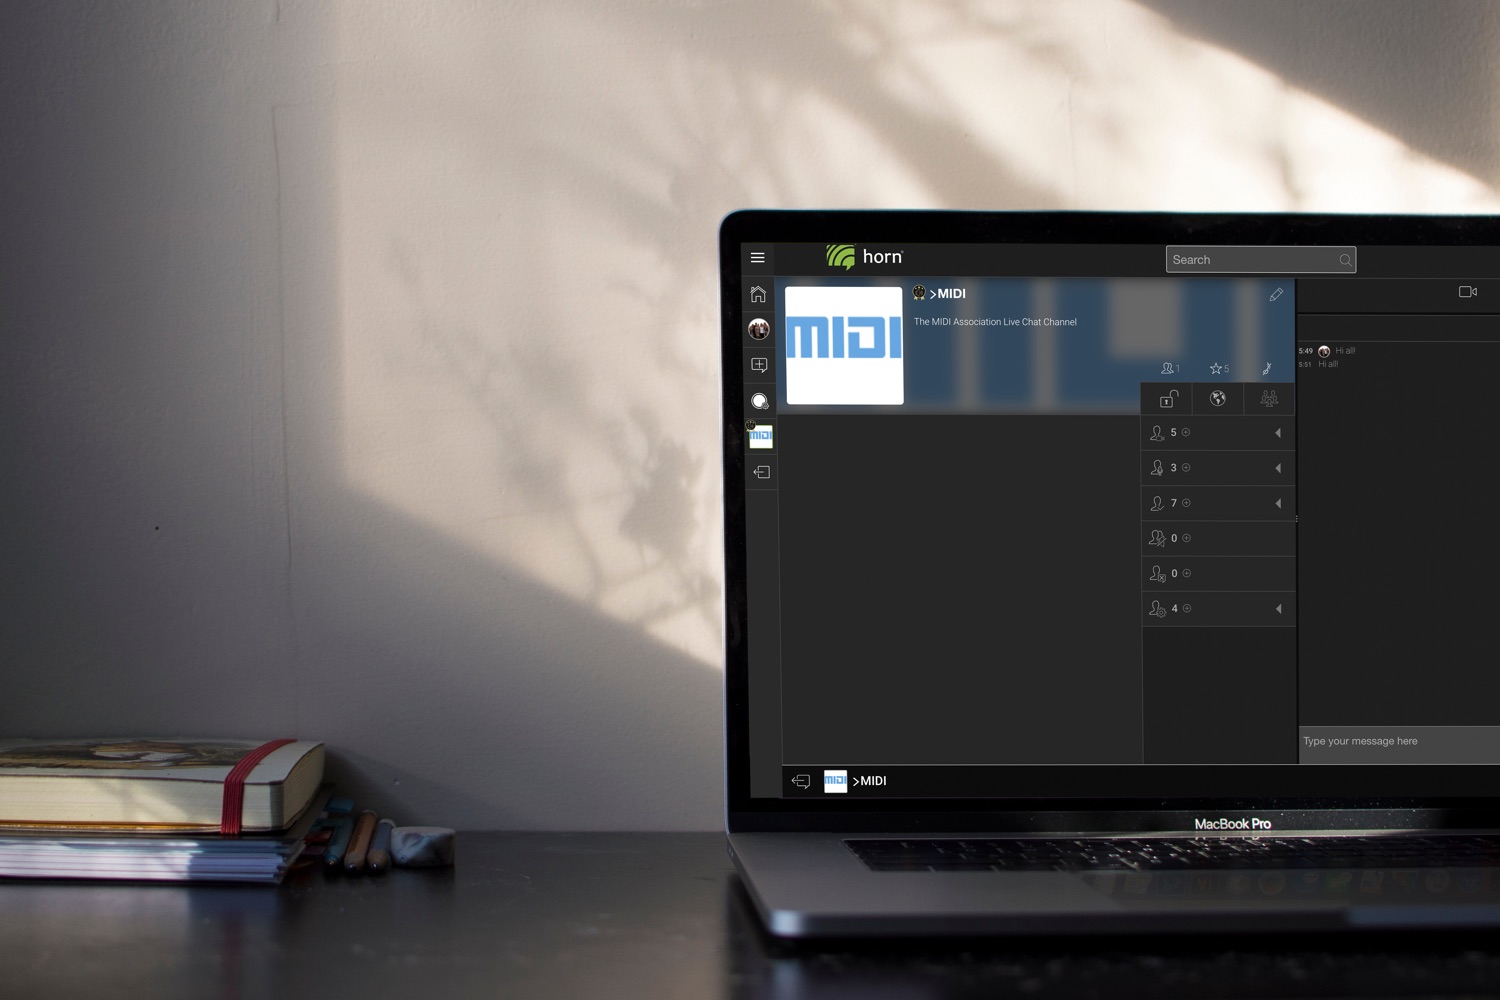 horn
Search
>MIDI
The MIDI Association Live Chat Channel
MIDI
1
5
5:49 Hi all!
5:51 Hi all!
5
3
7
0
0
4
MIDI
Type your message here
MIDI >MIDI
MacBook Pro